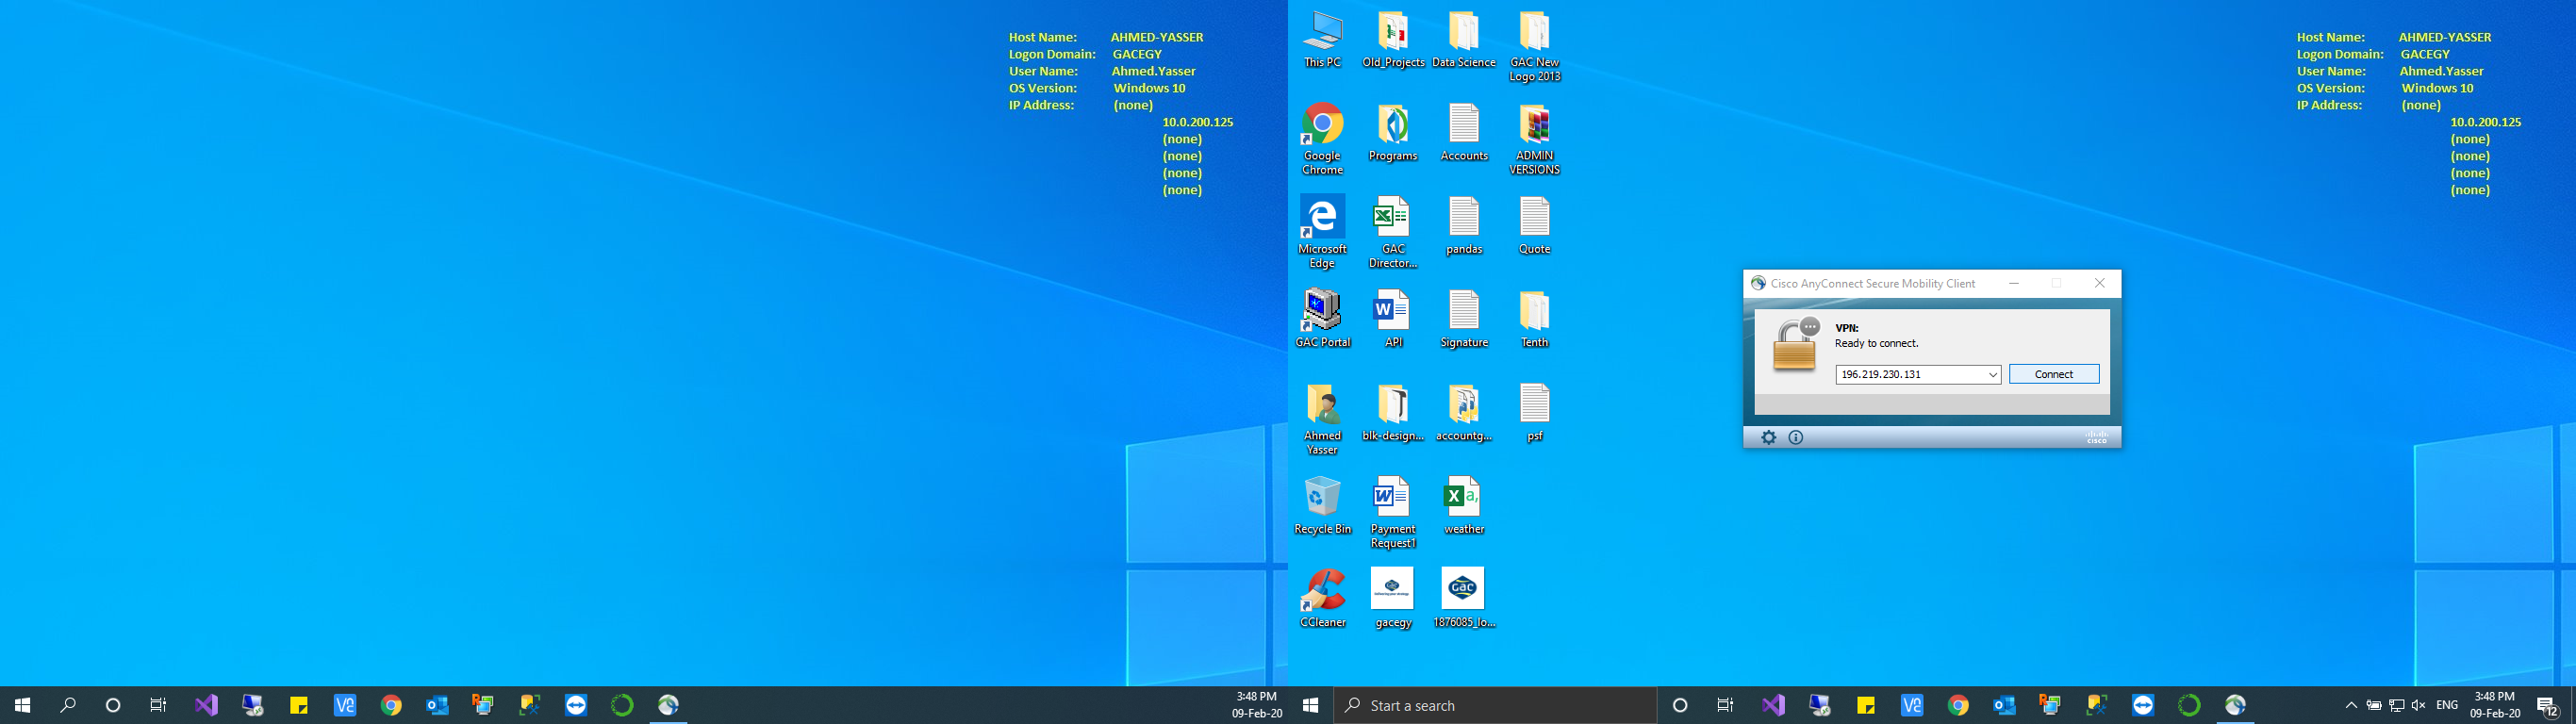 Host Name: AHMED-YASSER
Logon Domain: GACEGY
User Name: Ahmed.Yasser
OS Version: Windows 10
IP Address: (none)
10.0.200.125
(none)
(none)
(none)
(none)
3:48 PM
09-Feb-20
This PC
Old_Projects
Data Science
GAC New
Logo 2013
Google
Chrome
Programs
Accounts
ADMIN
VERSIONS
Microsoft
Edge
GAC
Director...
pandas
Quote
GAC Portal
API
Signature
Tenth
Ahmed
Yasser
blk-design...
accountg...
psf
Recycle Bin
Payment
Request1
weather
CCleaner
gacegy
1876085_lo...
Host Name: AHMED-YASSER
Logon Domain: GACEGY
User Name: Ahmed.Yasser
OS Version: Windows 10
IP Address: (none)
10.0.200.125
(none)
(none)
(none)
(none)
Cisco AnyConnect Secure Mobility Client
VPN:
Ready to connect.
196.219.230.131
Connect
cisco
Start a search
ENG
3:48 PM
09-Feb-20
12